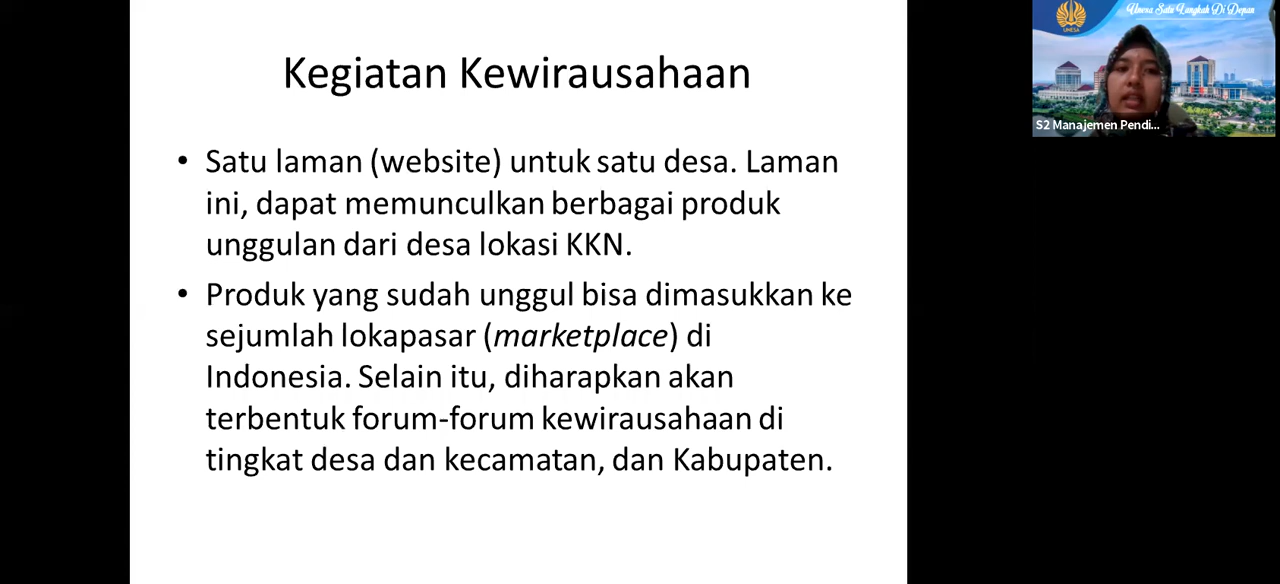 Kegiatan Kewirausahaan
• Satu laman (website) untuk satu desa. Laman
ini, dapat memunculkan berbagai produk
unggulan dari desa lokasi KKN.
• Produk yang sudah unggul bisa dimasukkan ke
sejumlah lokapasar (marketplace) di
Indonesia. Selain itu, diharapkan akan
terbentuk forum-forum kewirausahaan di
tingkat desa dan kecamatan, dan Kabupaten.
UNESA
Unesa Satu Langkah Di Depan
S2 Manajemen Pendi...